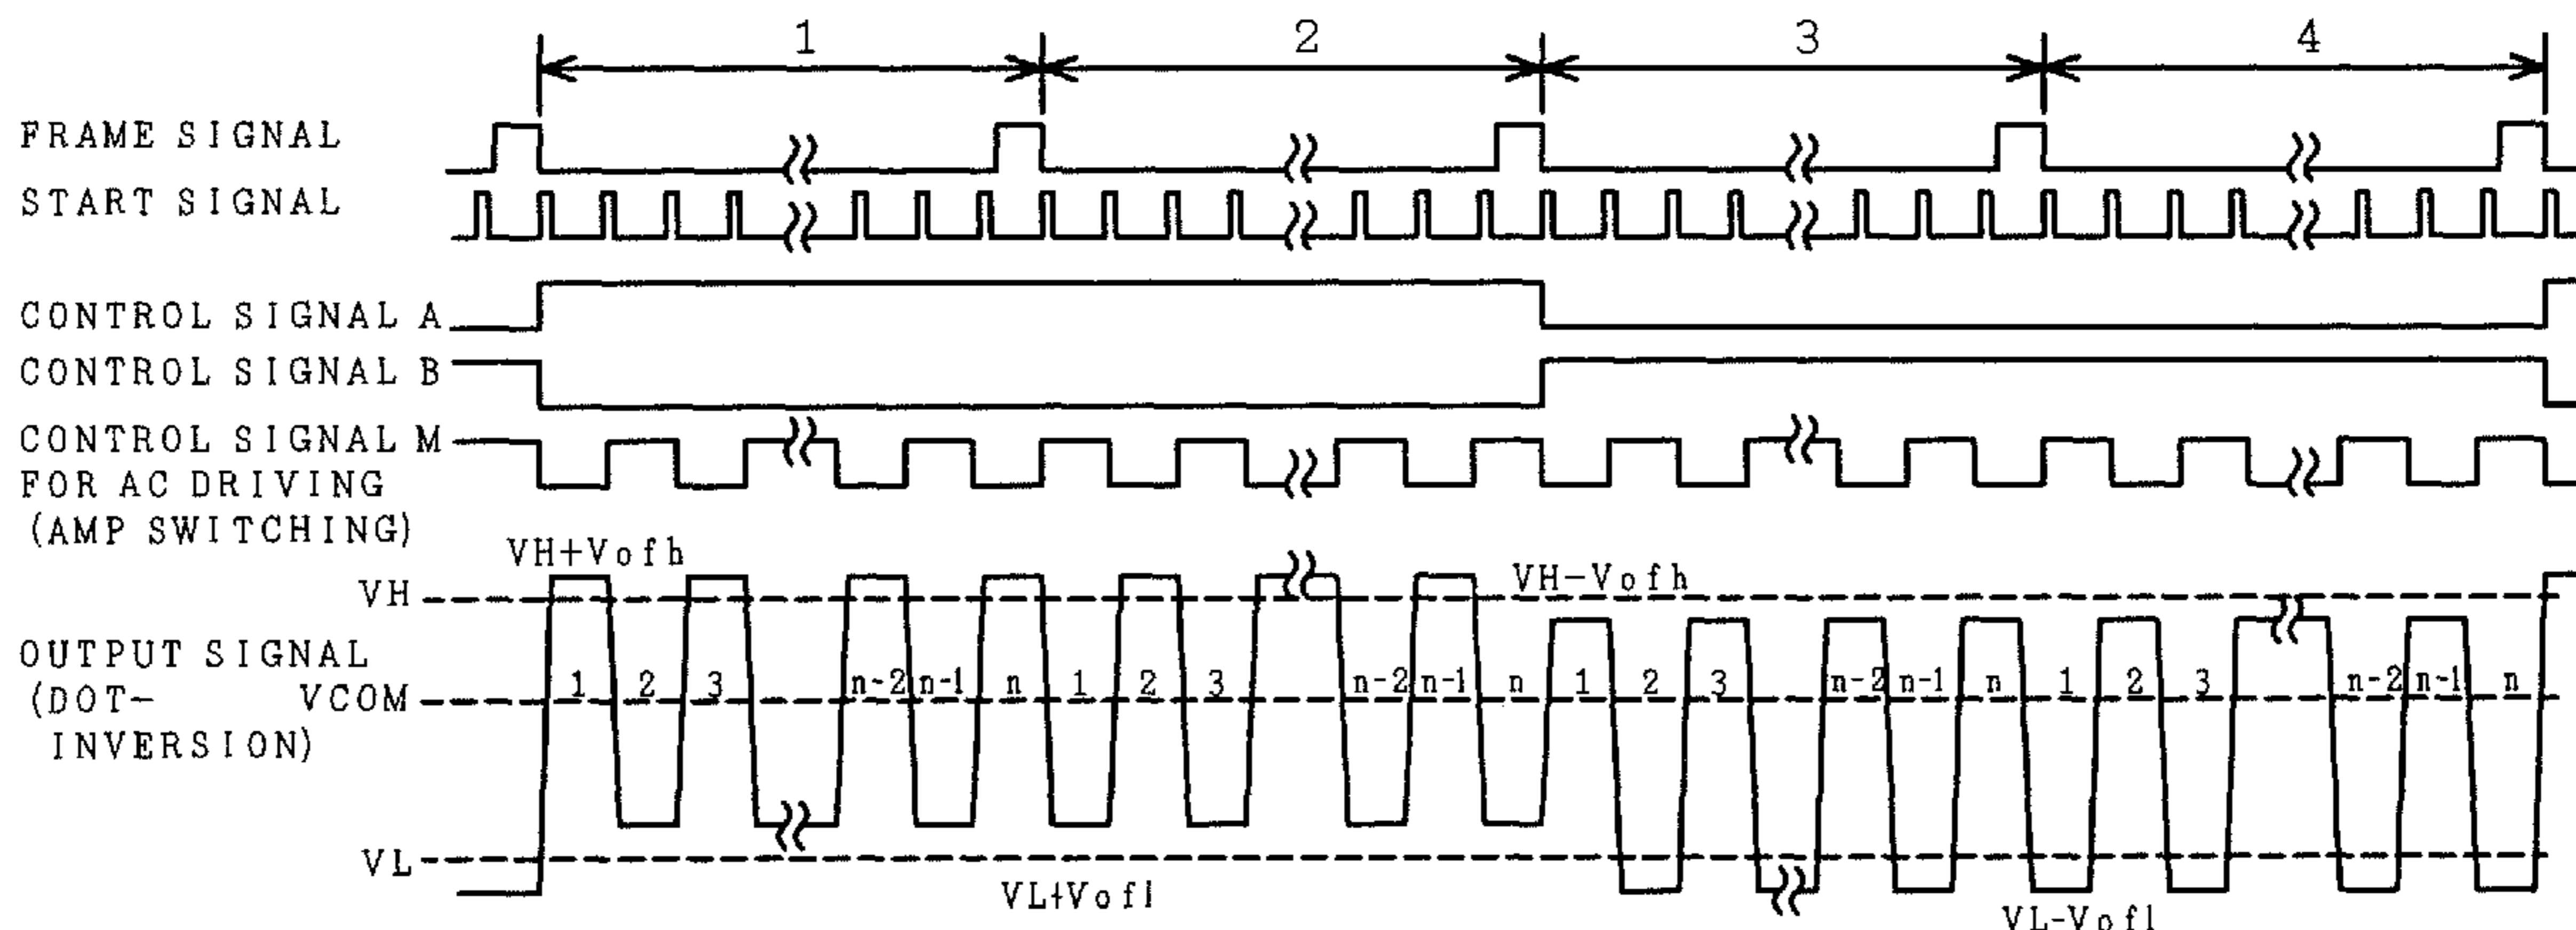 1 2 3 4
FRAME SIGNAL
START SIGNAL
CONTROL SIGNAL A
CONTROL SIGNAL B
CONTROL SIGNAL M
FOR AC DRIVING
(AMP SWITCHING)
VH+Vofh
VH-Vofh
VH
OUTPUT SIGNAL
1 2 3 n-2 n-1 n 1 2 3 n-2 n-1 n 1 2 3 n-2 n-1 n 1 2 3 n-2 n-1 n
(DOT- VCOM
INVERSION)
VL
VL+Vofl
VL-Vofl